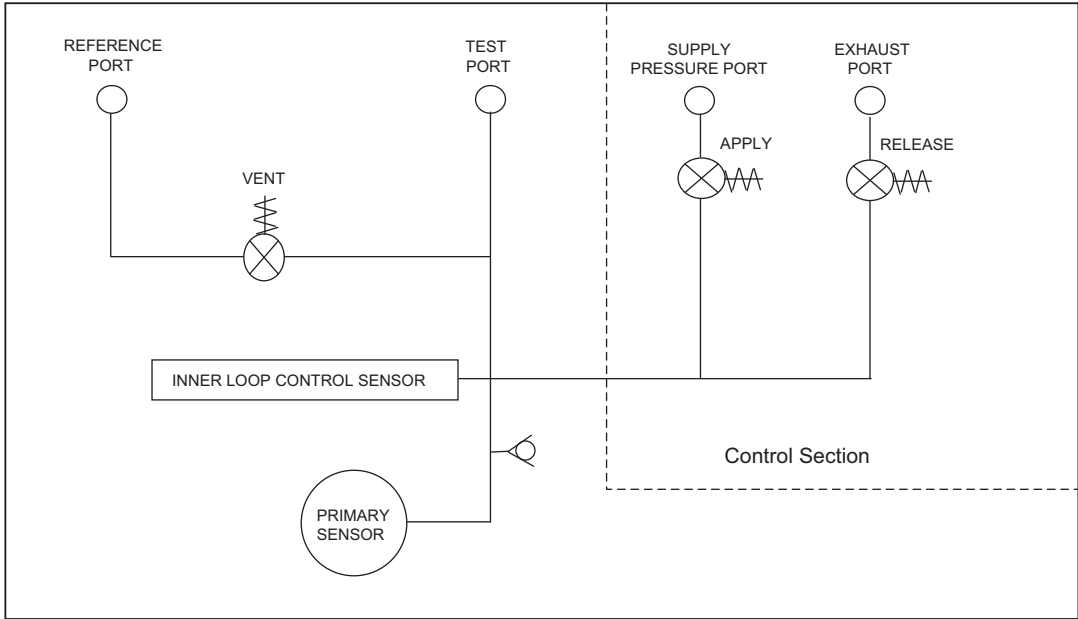 REFERENCE
PORT
TEST
PORT
SUPPLY
PRESSURE PORT
EXHAUST
PORT
APPLY
RELEASE
VENT
INNER LOOP CONTROL SENSOR
Control Section
PRIMARY
SENSOR